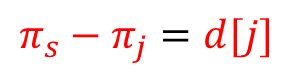 π_s − π_j = d[j]